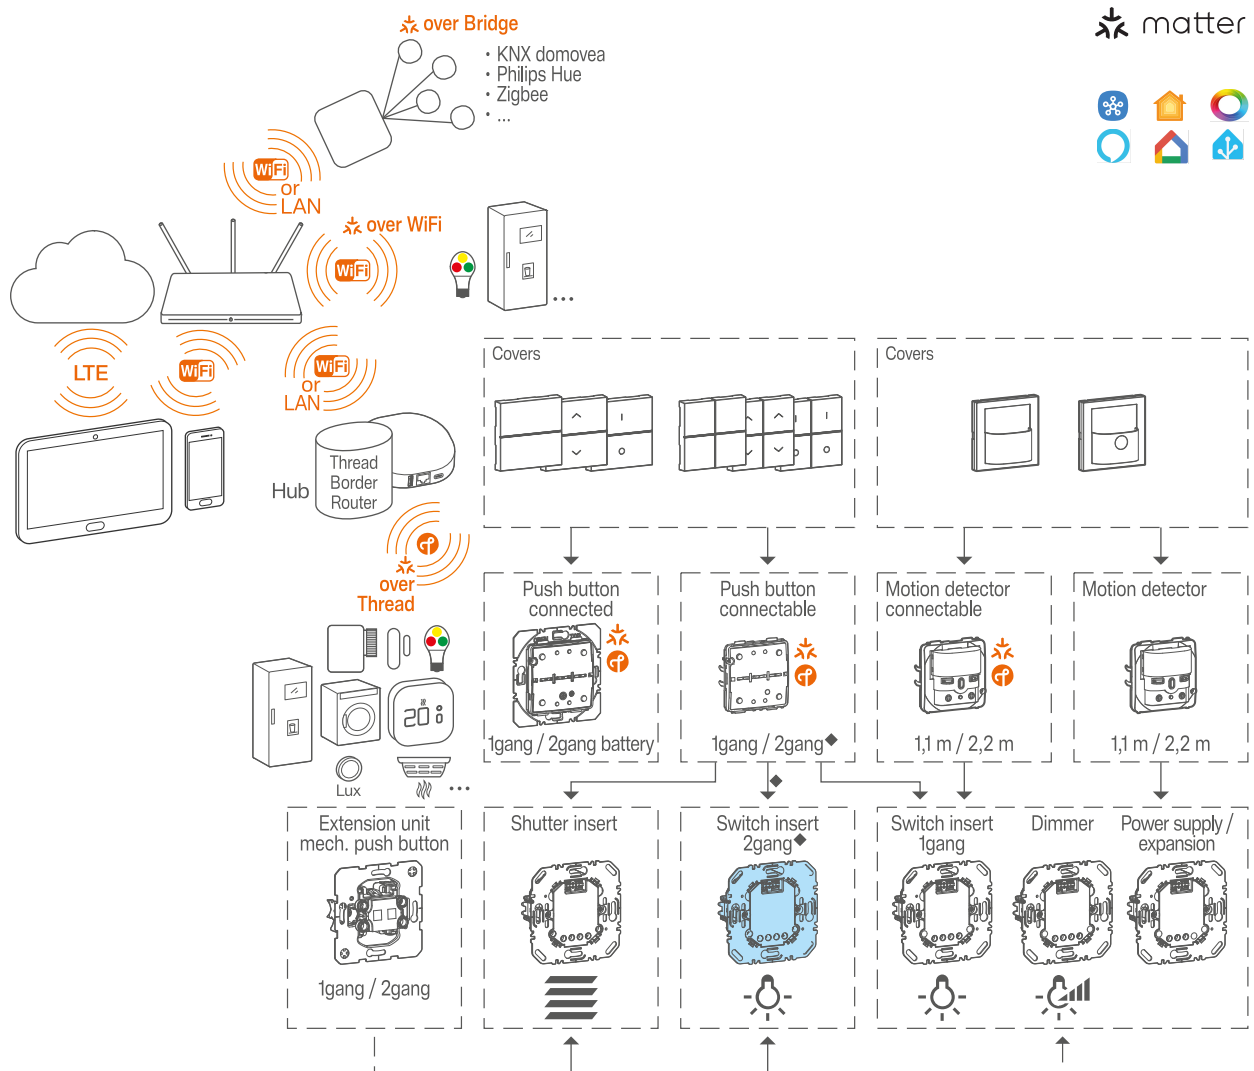 over Bridge
• KNX domovea
• Philips Hue
• Zigbee
• ...
matter
WiFi
or
LAN
over WiFi
WiFi
...
LTE
WiFi
WiFi
or
LAN
Covers
Covers
Hub
Thread
Border
Router
over
Thread
Push button
connected
1gang / 2gang battery
Push button
connectable
1gang / 2gang◆
Motion detector
connectable
1,1 m / 2,2 m
Motion detector
1,1 m / 2,2 m
20
Lux
...
◆
Extension unit
mech. push button
1gang / 2gang
Shutter insert
Switch insert
2gang◆
Switch insert
1gang
Dimmer
Power supply /
expansion